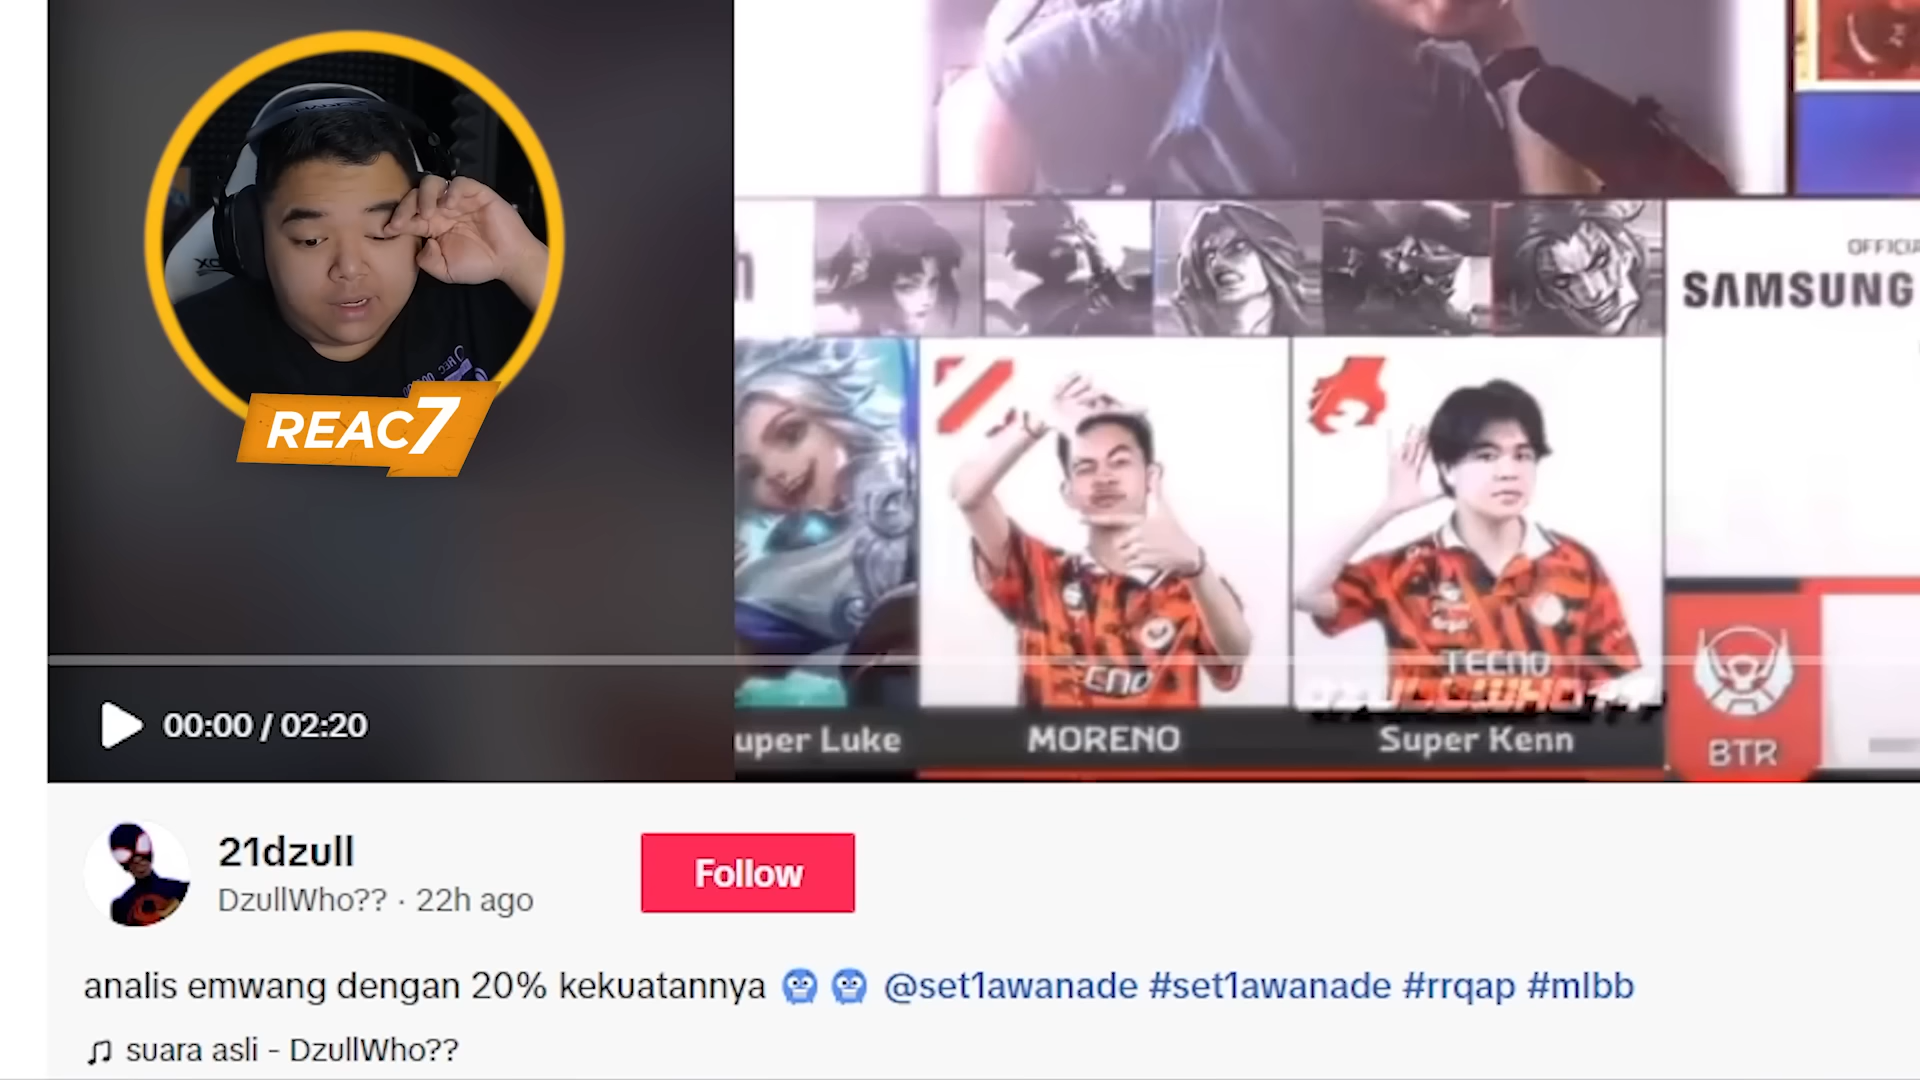 REAC7
OFFICIA
SAMSUNG
TECNO
CNO
uper Luke
MORENO
Super Kenn
BTR
00:00 / 02:20
21dzull
DzullWho?? · 22h ago
Follow
analis emwang dengan 20% kekuatannya 🥶 🥶 @set1awanade #set1awanade #rrqap #mlbb
suara asli - DzullWho??